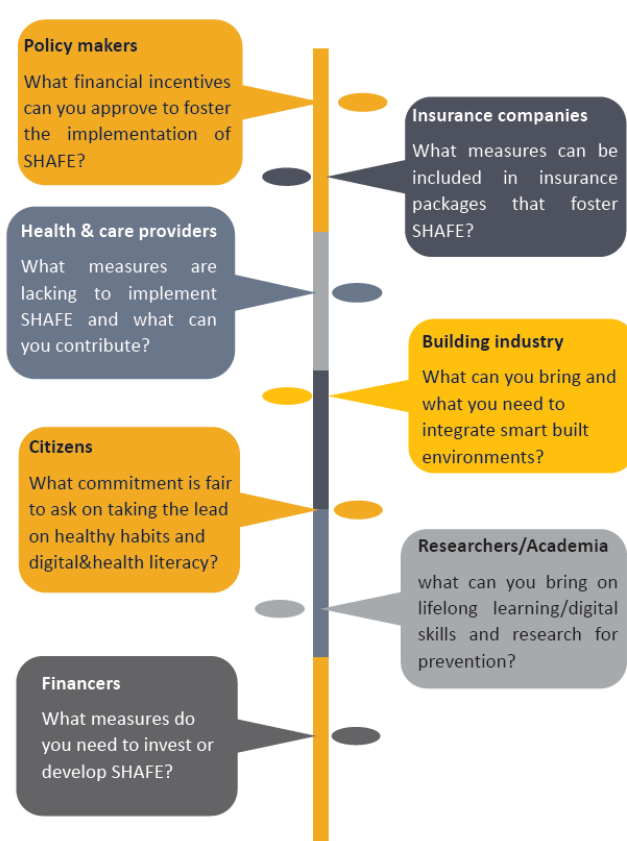 Policy makers
What financial incentives
can you approve to foster
the implementation of
SHAFE?
Insurance companies
What measures can be
included in insurance
packages that foster
SHAFE?
Health & care providers
What measures are
lacking to implement
SHAFE and what can
you contribute?
Building industry
What can you bring and
what you need to
integrate smart built
environments?
Citizens
What commitment is fair
to ask on taking the lead
on healthy habits and
digital&health literacy?
Researchers/Academia
what can you bring on
lifelong learning/digital
skills and research for
prevention?
Financers
What measures do
you need to invest or
develop SHAFE?